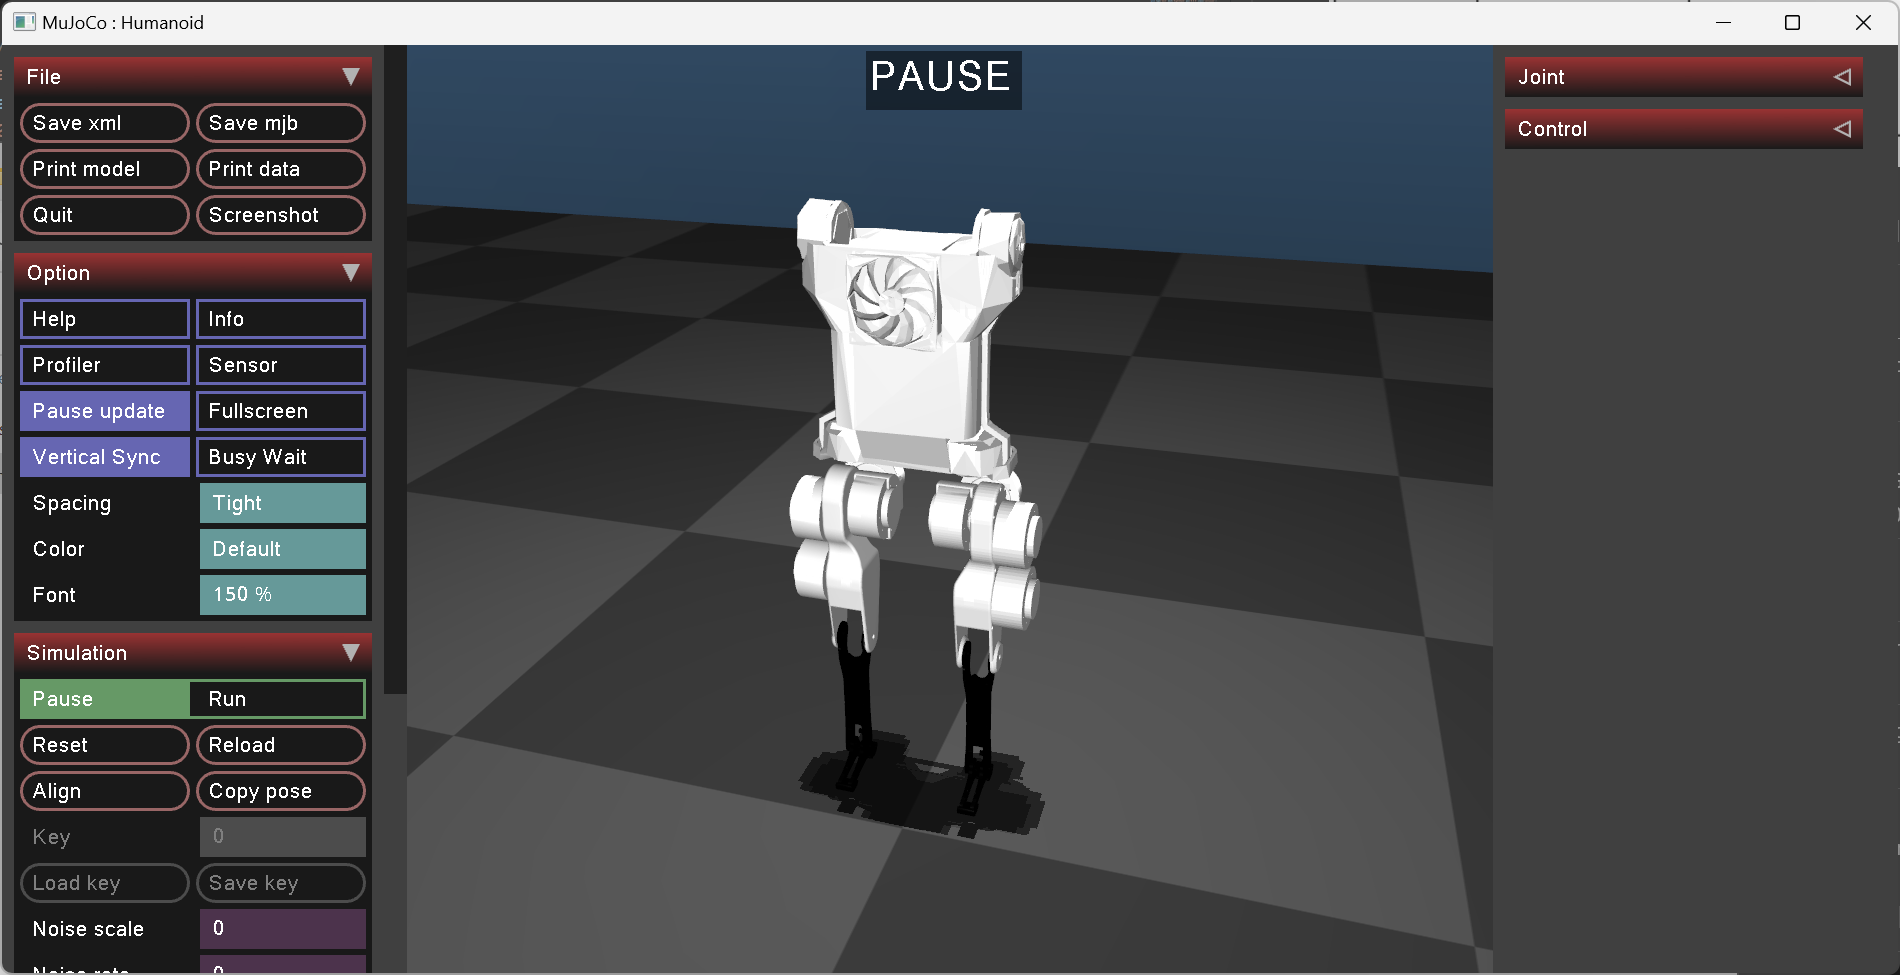 MuJoCo : Humanoid
File
Save xml
Save mjb
Print model
Print data
Quit
Screenshot
Option
Help
Info
Profiler
Sensor
Pause update
Fullscreen
Vertical Sync
Busy Wait
Spacing
Tight
Color
Default
Font
150 %
Simulation
Pause
Run
Reset
Reload
Align
Copy pose
Key
0
Load key
Save key
Noise scale
0
Noise rate
0
PAUSE
Joint
Control